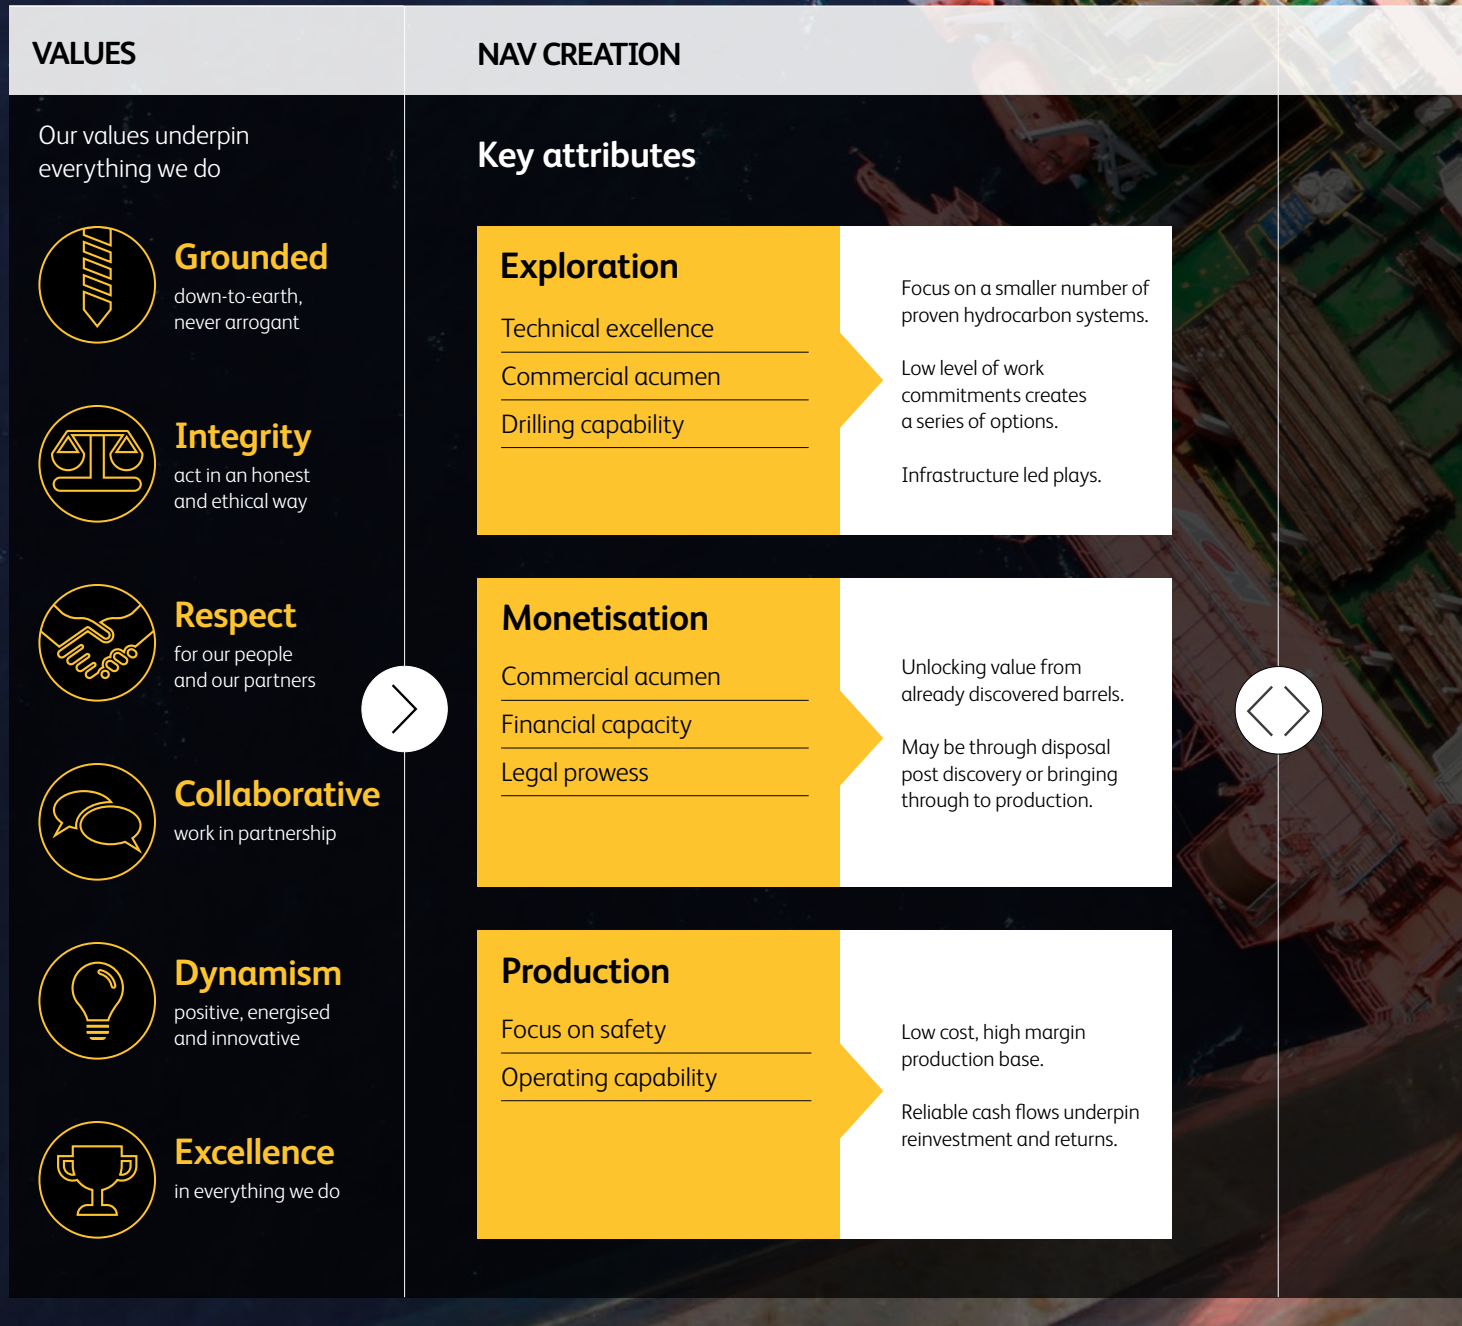 VALUES
Our values underpin
everything we do
Grounded
down-to-earth,
never arrogant
Integrity
act in an honest
and ethical way
Respect
for our people
and our partners
Collaborative
work in partnership
Dynamism
positive, energised
and innovative
Excellence
in everything we do
NAV CREATION
Key attributes
Exploration
Technical excellence
Commercial acumen
Drilling capability
Focus on a smaller number of
proven hydrocarbon systems.
Low level of work
commitments creates
a series of options.
Infrastructure led plays.
Monetisation
Commercial acumen
Financial capacity
Legal prowess
Unlocking value from
already discovered barrels.
May be through disposal
post discovery or bringing
through to production.
Production
Focus on safety
Operating capability
Low cost, high margin
production base.
Reliable cash flows underpin
reinvestment and returns.